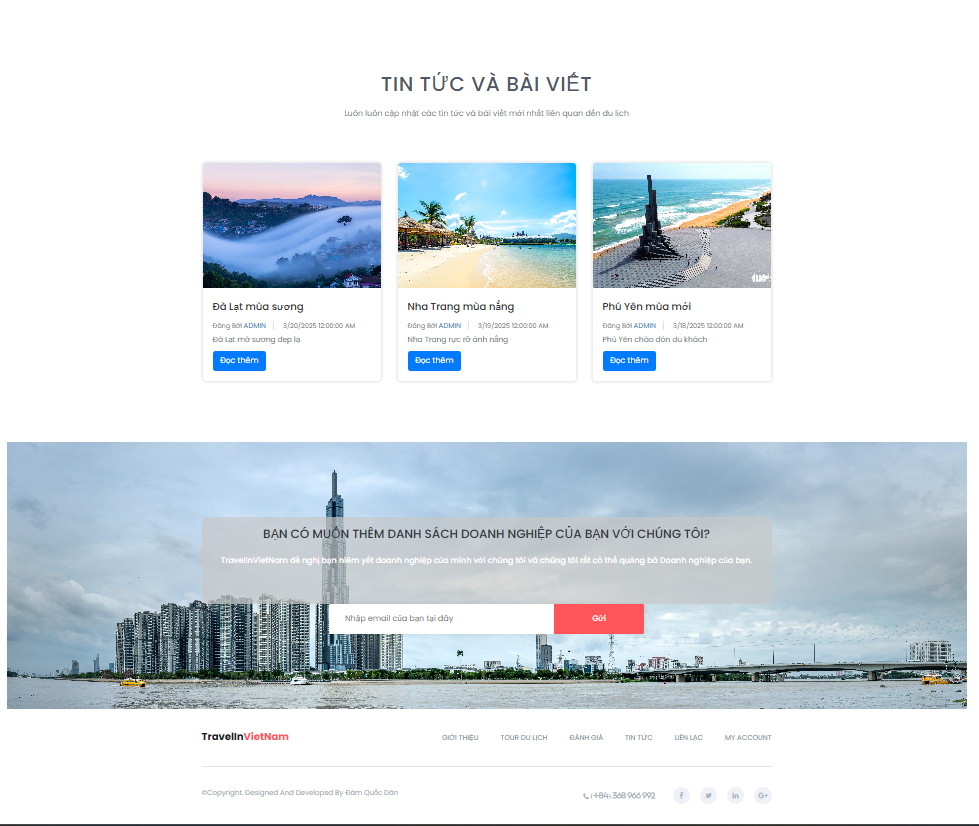 TIN TỨC VÀ BÀI VIẾT
Luôn luôn cập nhật các tin tức và bài viết mới nhất liên quan đến du lịch
Đà Lạt mùa sương
Đăng Bởi ADMIN 3/20/2025 12:00:00 AM
Đà Lạt mờ sương đẹp lạ
Đọc thêm
Nha Trang mùa nắng
Đăng Bởi ADMIN 3/19/2025 12:00:00 AM
Nha Trang rực rỡ ánh nắng
Đọc thêm
Phú Yên mùa mới
Đăng Bởi ADMIN 3/18/2025 12:00:00 AM
Phú Yên chào đón du khách
Đọc thêm
BẠN CÓ MUỐN THÊM DANH SÁCH DOANH NGHIỆP CỦA BẠN VỚI CHÚNG TÔI?
TravelInVietNam đề nghị bạn niêm yết doanh nghiệp của mình với chúng tôi và chúng tôi rất có thể quảng bá Doanh nghiệp của bạn.
Nhập email của bạn tại đây
Gửi
TravelInVietNam
GIỚI THIỆU TOUR DU LỊCH ĐÁNH GIÁ TIN TỨC LIÊN LẠC MY ACCOUNT
©Copyright. Designed And Developed By Đàm Quốc Dân
(+84) 368 966 992